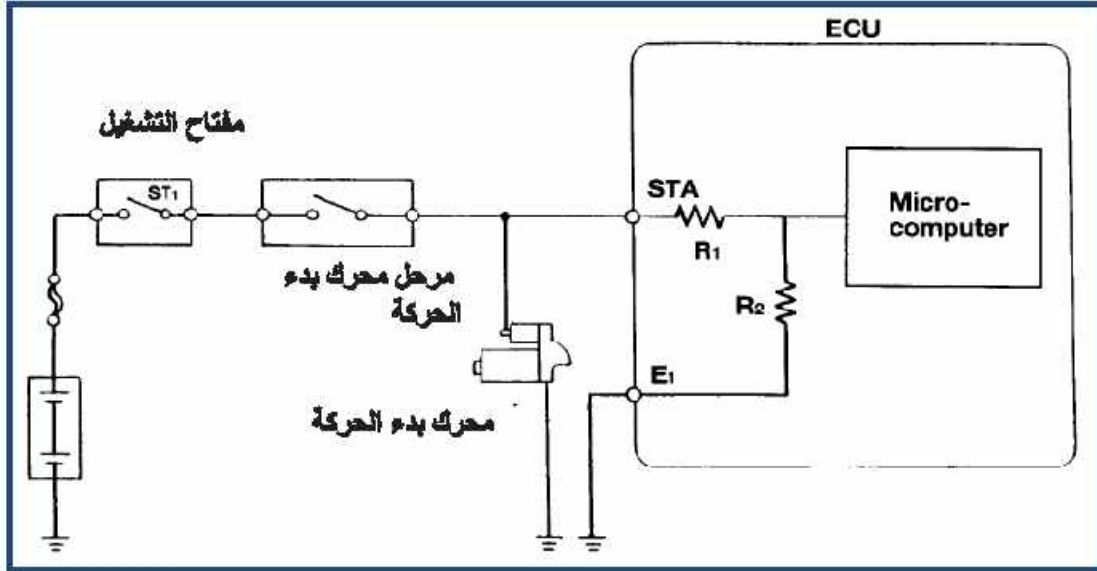 ECU
مفتاح التشغيل
ST1
STA
R1
Micro-
computer
مرحل محرك بدء
الحركة
R2
E1
محرك بدء الحركة